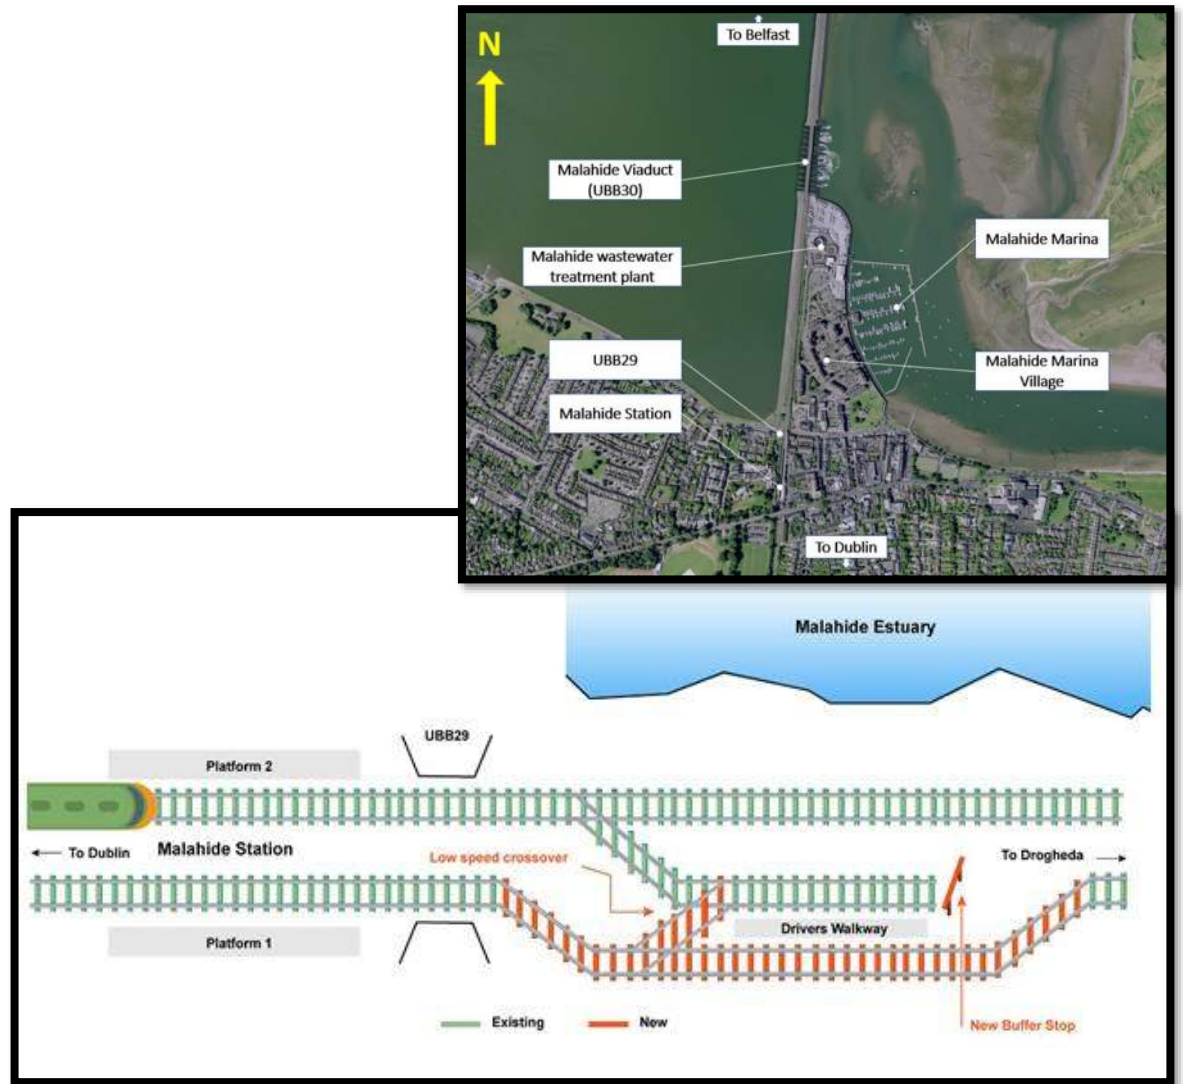 To Belfast
N
Malahide Viaduct
(UBB30)
Malahide Marina
Malahide wastewater
treatment plant
UBB29
Malahide Marina
Village
Malahide Station
To Dublin
Malahide Estuary
UBB29
Platform 2
To Dublin
Malahide Station
Low speed crossover
To Drogheda
Drivers Walkway
Platform 1
Existing
New
New Buffer Stop